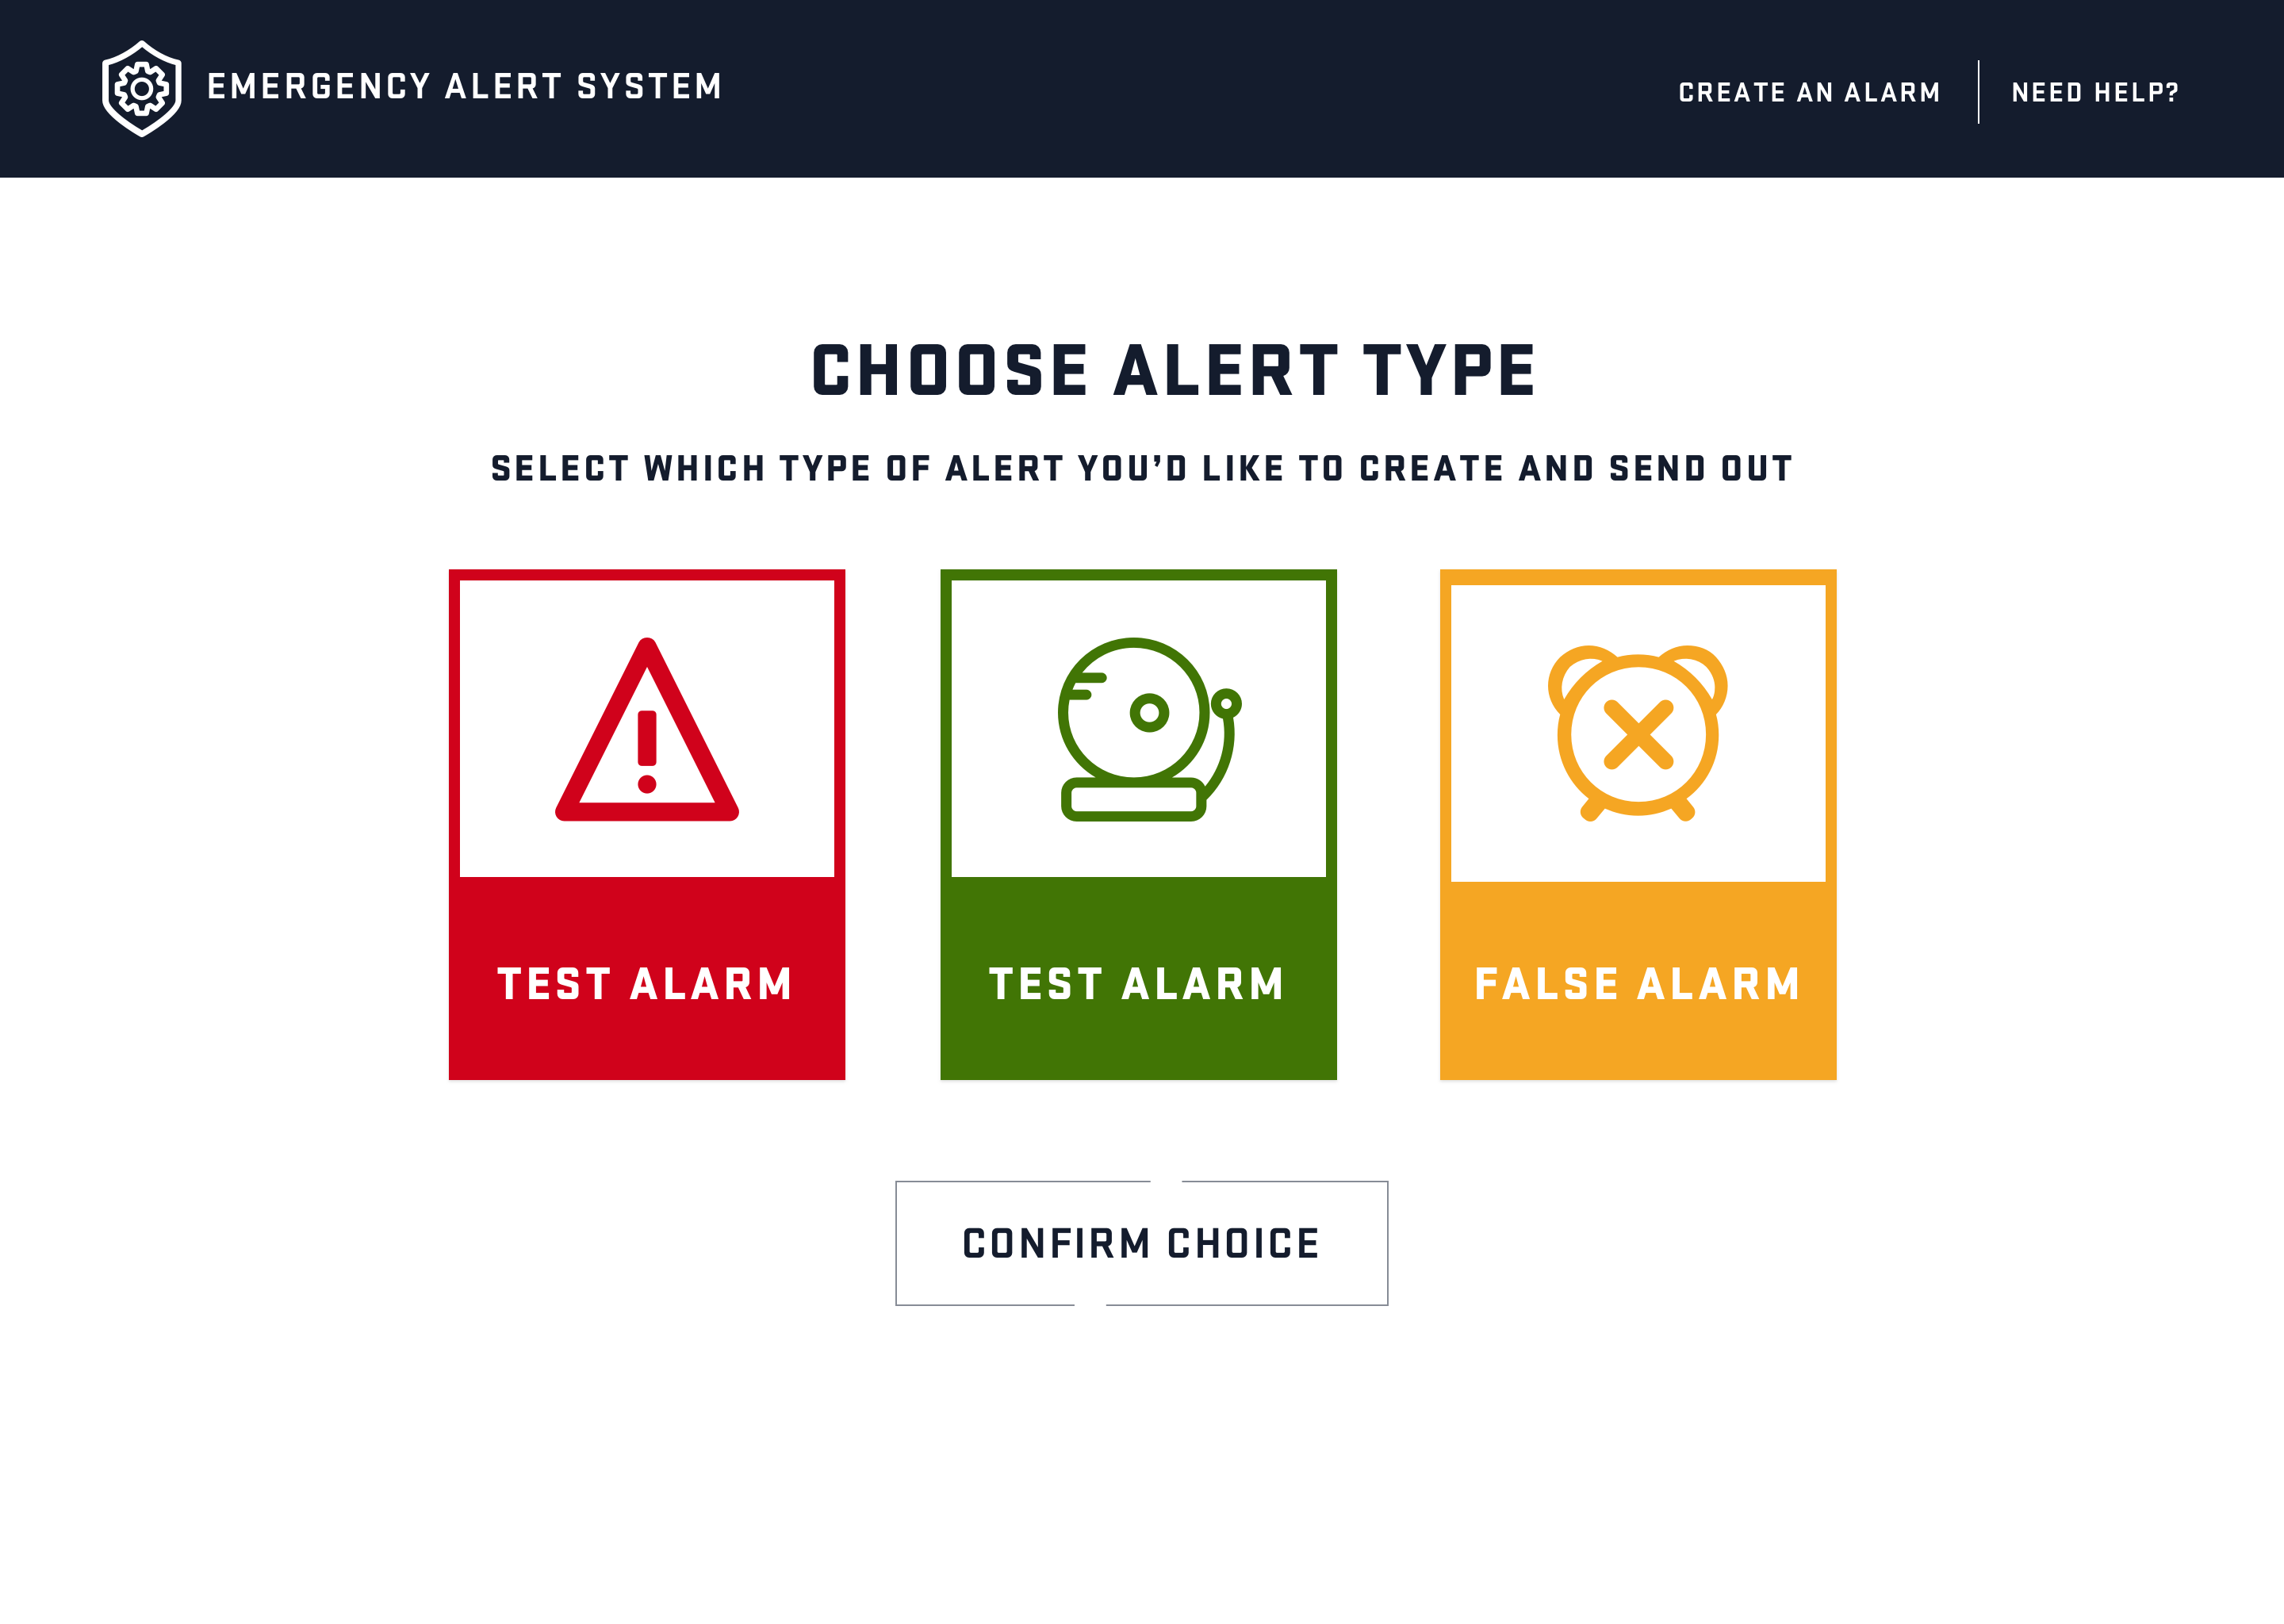 EMERGENCY ALERT SYSTEM
CREATE AN ALARM
NEED HELP?
CHOOSE ALERT TYPE
SELECT WHICH TYPE OF ALERT YOU'D LIKE TO CREATE AND SEND OUT
TEST ALARM
TEST ALARM
FALSE ALARM
CONFIRM CHOICE